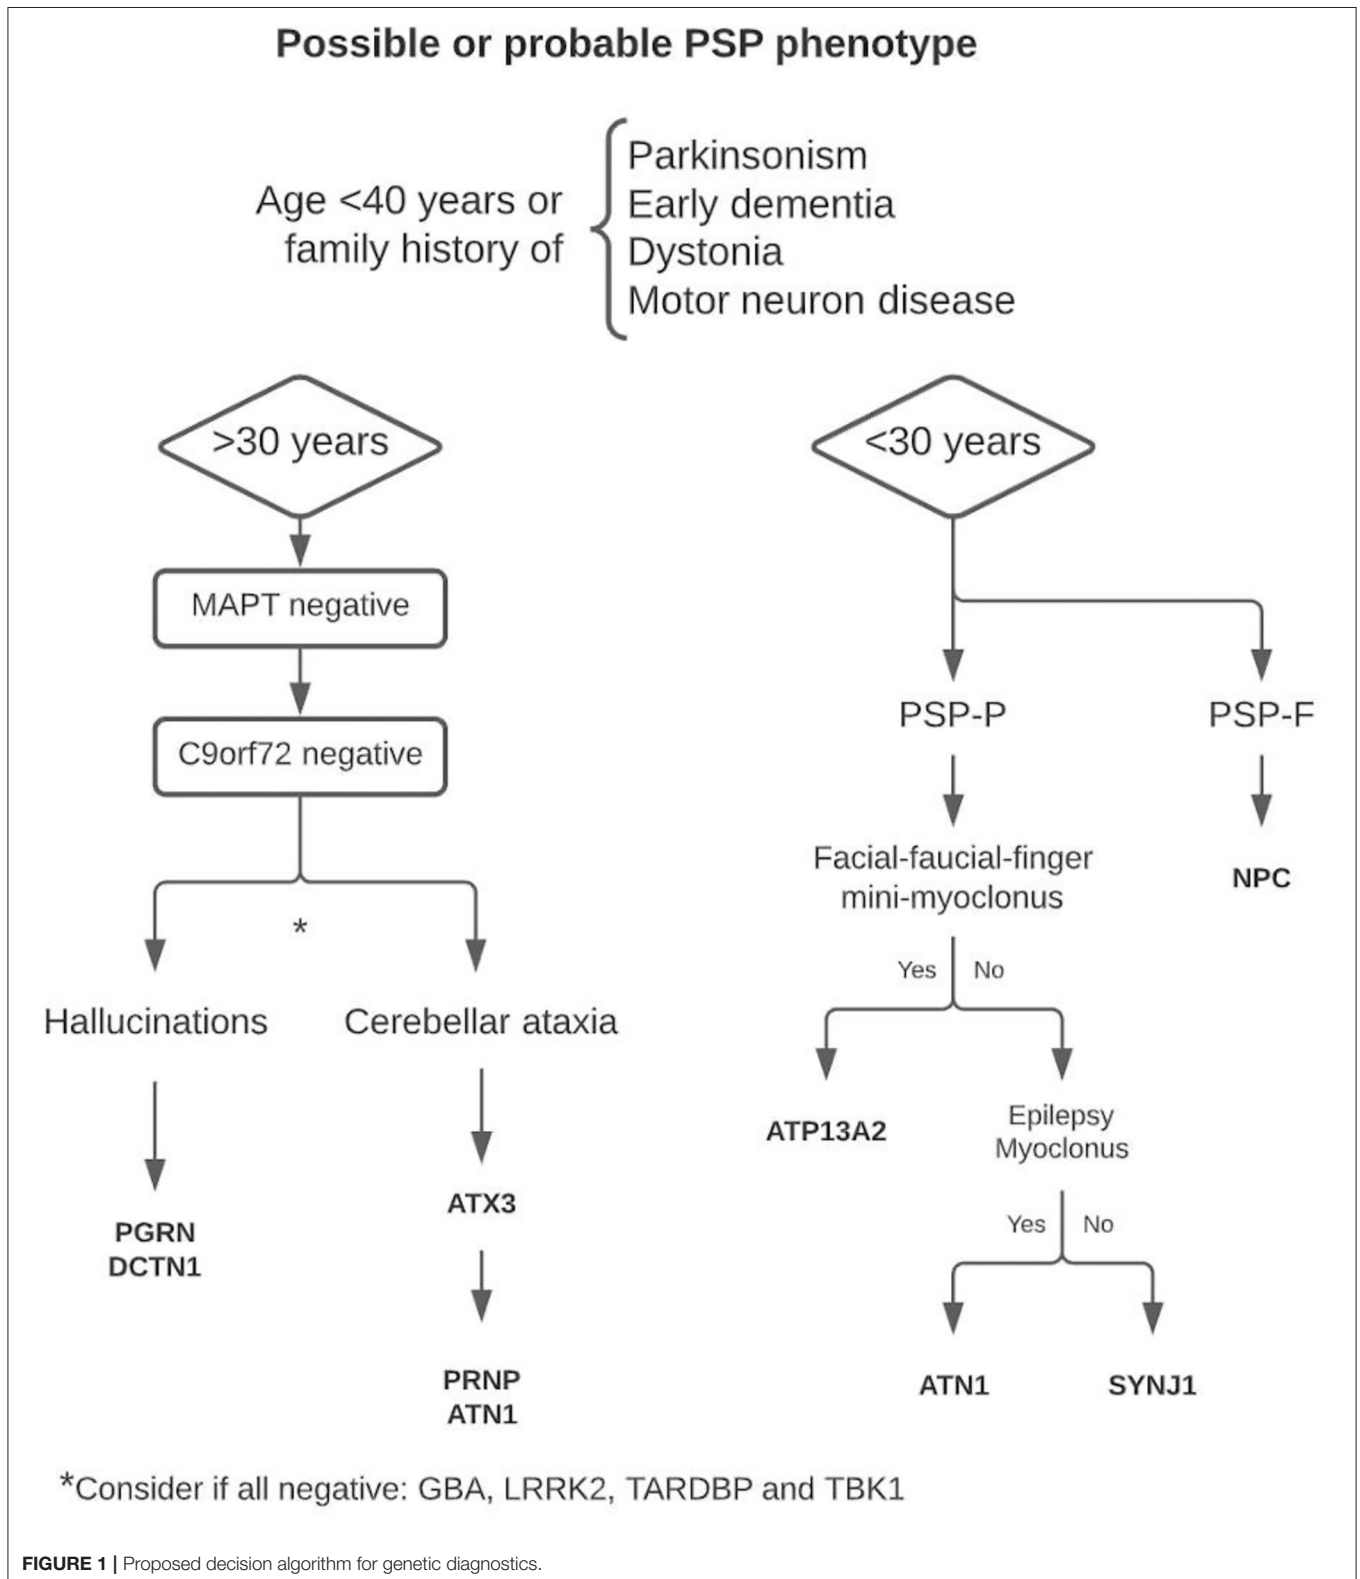 Possible or probable PSP phenotype
Age <40 years or
family history of
Parkinsonism
Early dementia
Dystonia
Motor neuron disease
>30 years
MAPT negative
C9orf72 negative
*
Hallucinations
PGRN
DCTN1
Cerebellar ataxia
ATX3
PRNP
ATN1
<30 years
PSP-P
Facial-faucial-finger
mini-myoclonus
Yes
No
ATP13A2
Epilepsy
Myoclonus
Yes
No
ATN1
SYNJ1
PSP-F
NPC
*Consider if all negative: GBA, LRRK2, TARDBP and TBK1
FIGURE 1 | Proposed decision algorithm for genetic diagnostics.